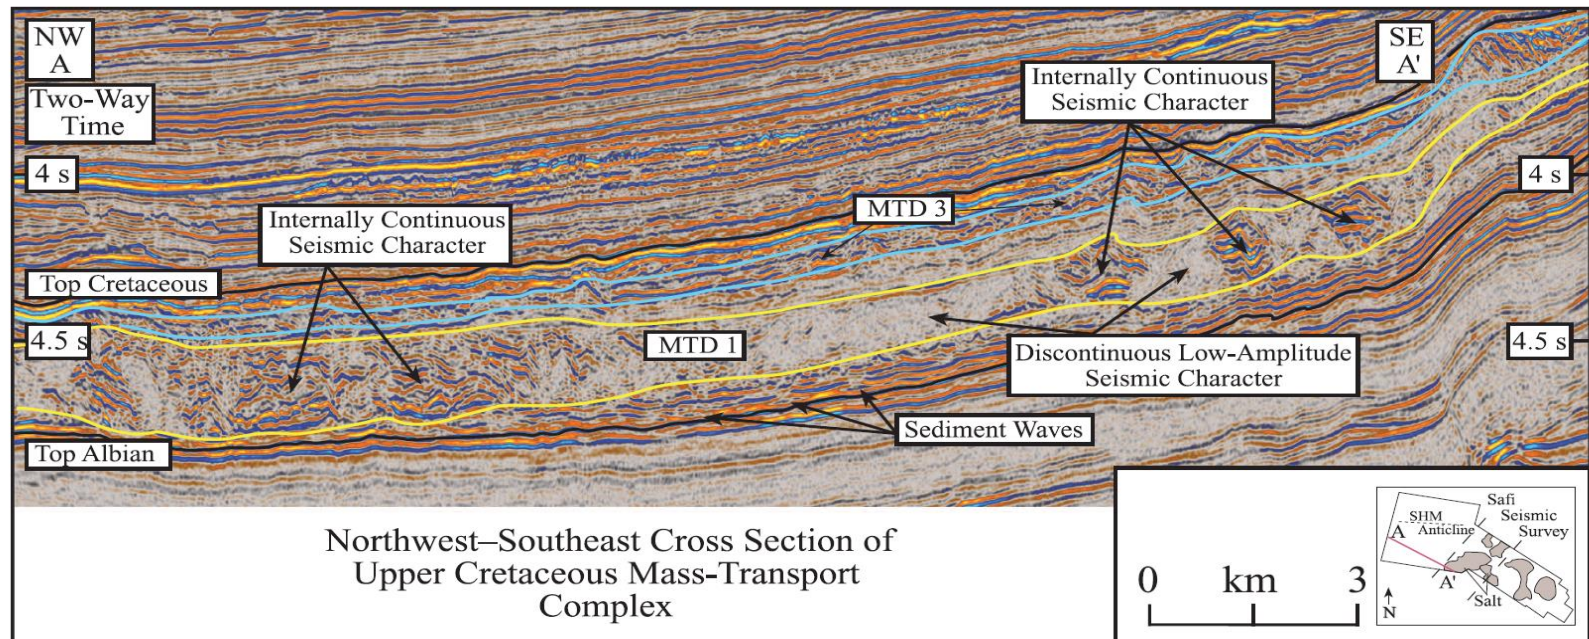 NW
A
Two-Way
Time
SE
A'
Internally Continuous
Seismic Character
4 s
4 s
MTD 3
Internally Continuous
Seismic Character
Top Cretaceous
4.5 s
MTD 1
4.5 s
Discontinuous Low-Amplitude
Seismic Character
Sediment Waves
Top Albian
Northwest–Southeast Cross Section of
Upper Cretaceous Mass-Transport
Complex
0 km 3
Safi
Seismic
Survey
SHM
Anticline
A
A'
Salt
N